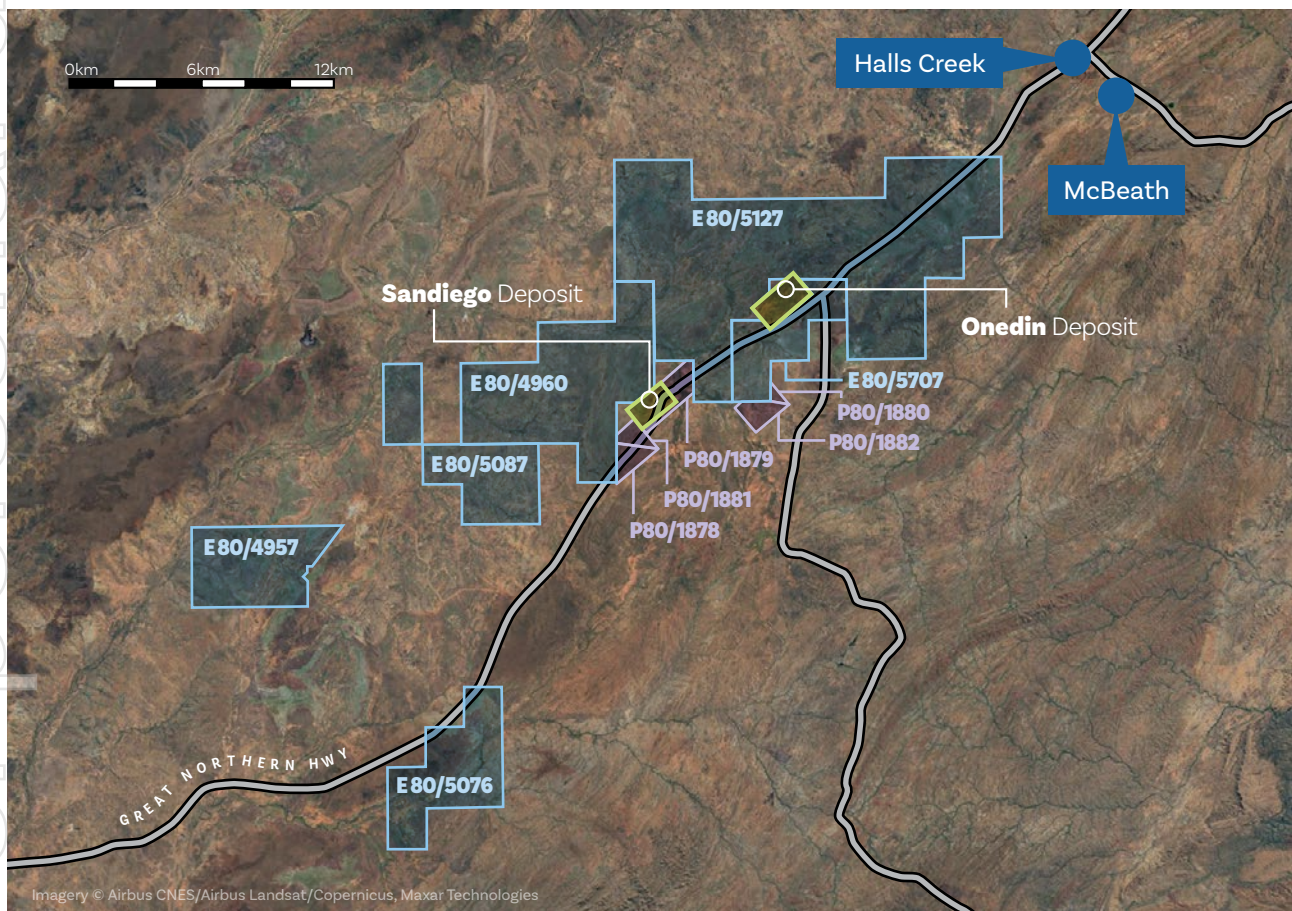 0km 6km 12km
Halls Creek
McBeath
E80/5127
Sandiego Deposit
Onedin Deposit
E80/4960
E80/5707
P80/1880
P80/1882
E80/5087
P80/1879
P80/1881
P80/1878
E80/4957
GREAT NORTHERN HWY
E80/5076
Imagery © Airbus CNES/Airbus Landsat/Copernicus, Maxar Technologies